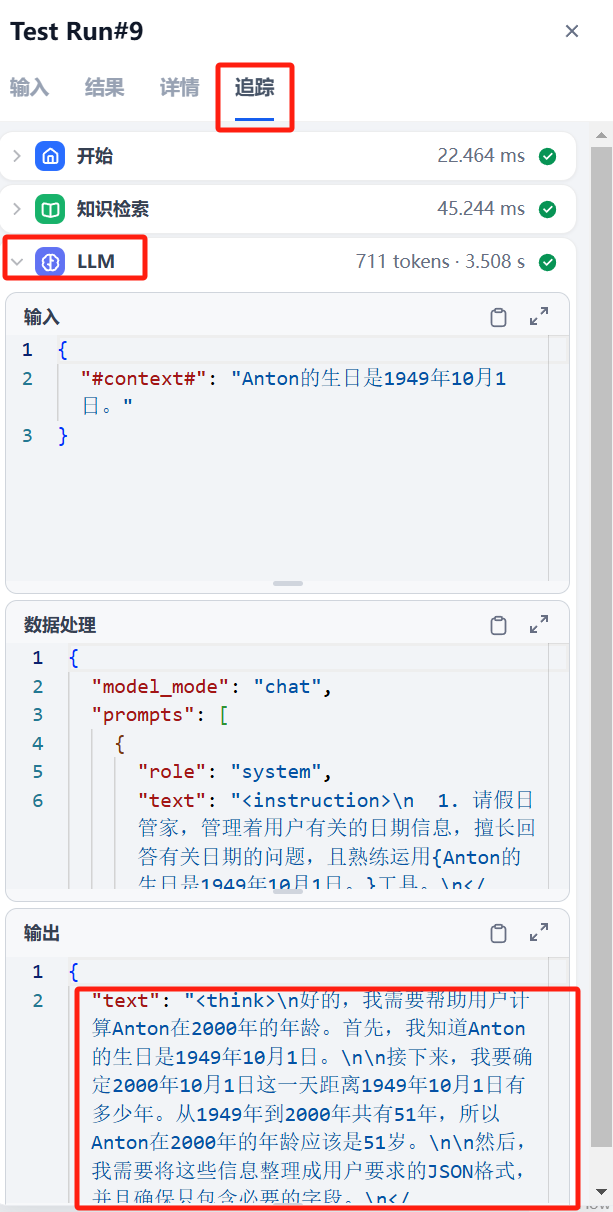 Test Run#9
输入 结果 详情 追踪
开始 22.464 ms
知识检索 45.244 ms
LLM 711 tokens · 3.508 s
输入
1 {
2 "#context#": "Anton的生日是1949年10月1
日。"
3 }
数据处理
1 {
2 "model_mode": "chat",
3 "prompts": [
4 {
5 "role": "system",
6 "text": "<instruction>\n 1. 请假日
管家，管理着用户有关的日期信息，擅长回
答有关日期的问题，且熟练运用{Anton的
生日是1949年10月1日。}工具。\n</
输出
1 {
2 "text": "<think>\n好的，我需要帮助用户计
算Anton在2000年的年龄。首先，我知道Anton
的生日是1949年10月1日。\n\n接下来，我要确
定2000年10月1日这一天距离1949年10月1日有
多少年。从1949年到2000年共有51年，所以
Anton在2000年的年龄应该是51岁。\n\n然后，
我需要将这些信息整理成用户要求的JSON格式，
并且确保只包含必要的字段。\n</